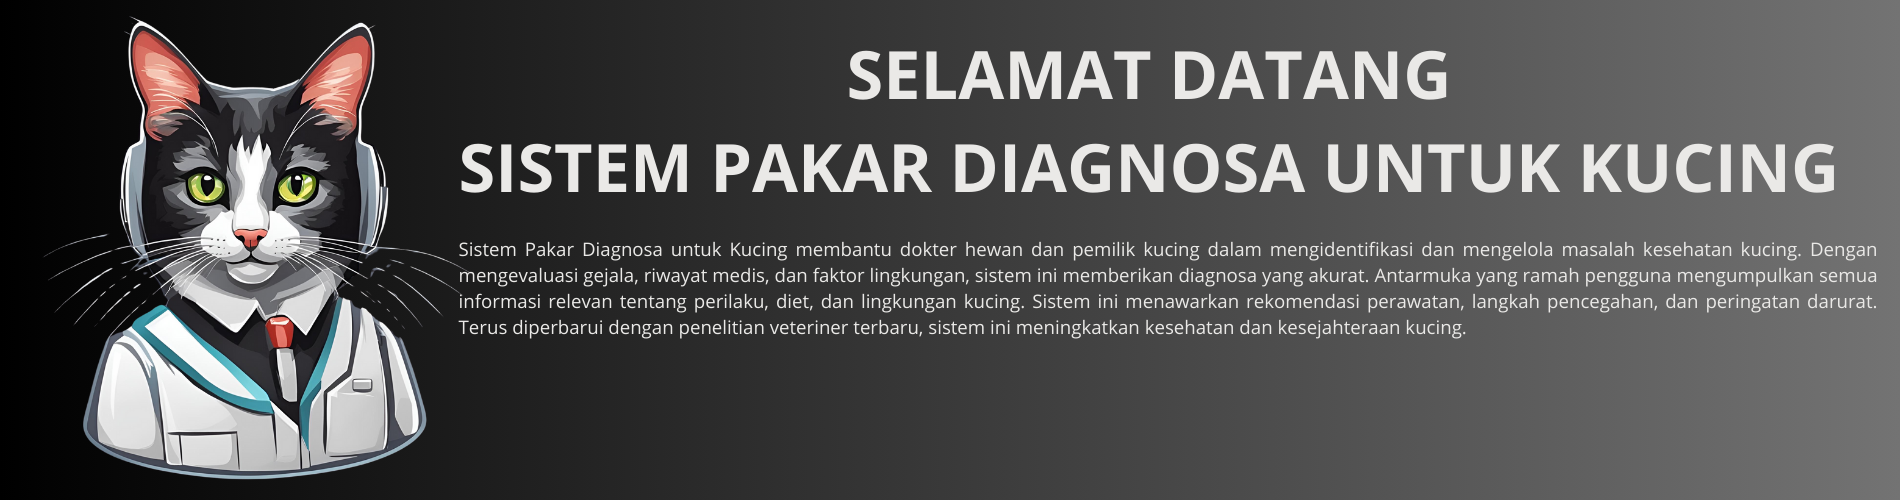 SELAMAT DATANG
SISTEM PAKAR DIAGNOSA UNTUK KUCING
Sistem Pakar Diagnosa untuk Kucing membantu dokter hewan dan pemilik kucing dalam mengidentifikasi dan mengelola masalah kesehatan kucing. Dengan
mengevaluasi gejala, riwayat medis, dan faktor lingkungan, sistem ini memberikan diagnosa yang akurat. Antarmuka yang ramah pengguna mengumpulkan semua
informasi relevan tentang perilaku, diet, dan lingkungan kucing. Sistem ini menawarkan rekomendasi perawatan, langkah pencegahan, dan peringatan darurat.
Terus diperbarui dengan penelitian veteriner terbaru, sistem ini meningkatkan kesehatan dan kesejahteraan kucing.